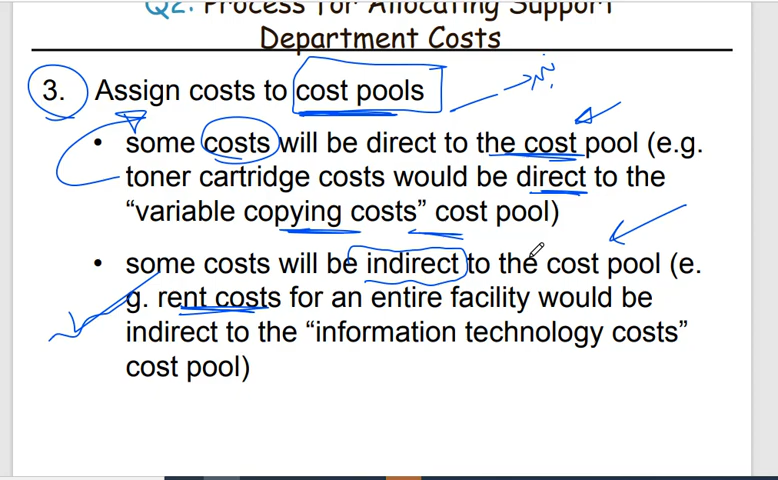 Q2: Process for Allocating Support
Department Costs
3. Assign costs to cost pools
• some costs will be direct to the cost pool (e.g.
toner cartridge costs would be direct to the
“variable copying costs” cost pool)
• some costs will be indirect to the cost pool (e.
g. rent costs for an entire facility would be
indirect to the “information technology costs”
cost pool)